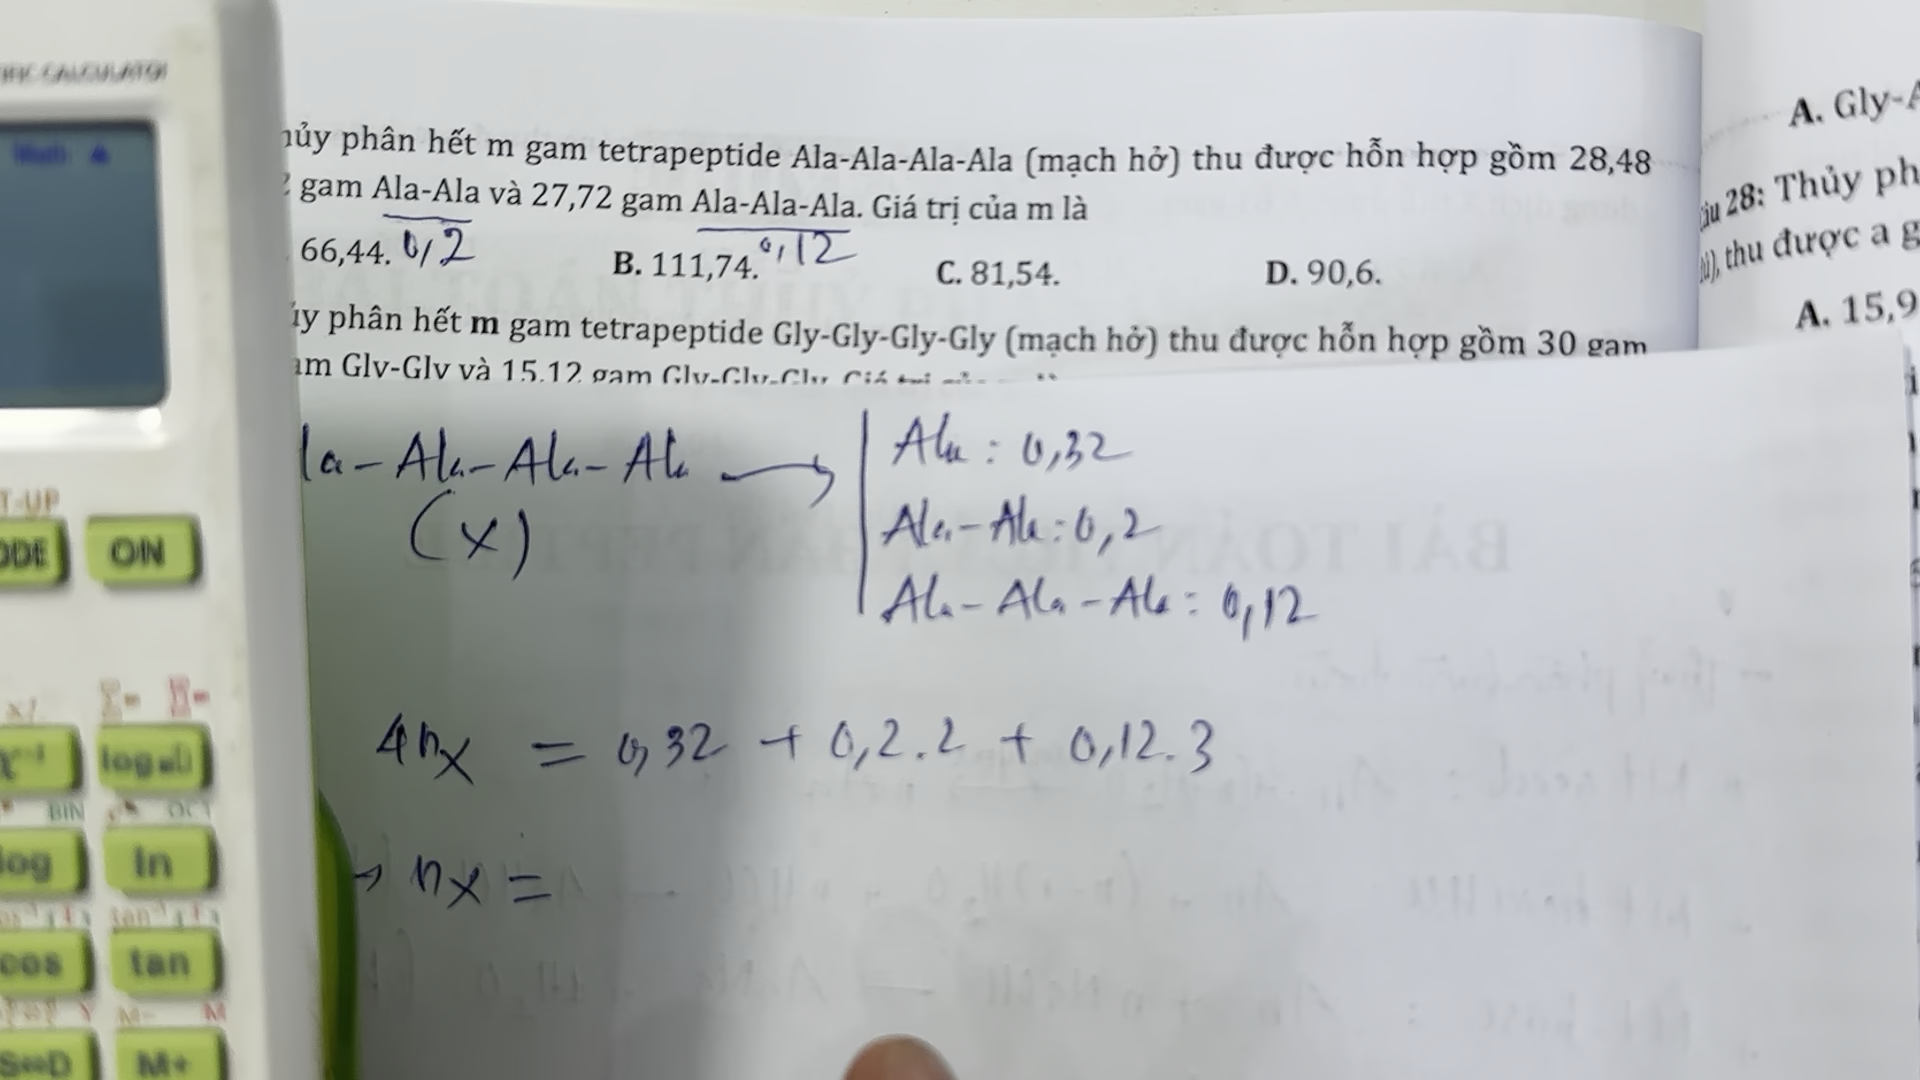 phân hết m gam tetrapeptide Ala-Ala-Ala-Ala (mạch hở) thu được hỗn hợp gồm 28,48
gam Ala-Ala và 27,72 gam Ala-Ala-Ala. Giá trị của m là
0,2
0,12
66,44.
B. 111,74.
C. 81,54.
D. 90,6.
phân hết m gam tetrapeptide Gly-Gly-Gly-Gly (mạch hở) thu được hỗn hợp gồm 30 gam
Gly-Gly và 15,12 gam Gly-Gly-Gly.
la - Ala - Ala - Ala →
(X)
Ala : 0,32
Ala - Ala : 0,2
Ala - Ala - Ala : 0,12
4nx = 0,32 + 0,2.2 + 0,12.3
→ nx =
A. Gly-
28: Thủy
thu được a
A. 15,9
ON
BIN
OCT
log
ln
cos
tan
tan⁻¹
Y
M-
M
S⇔D
M+